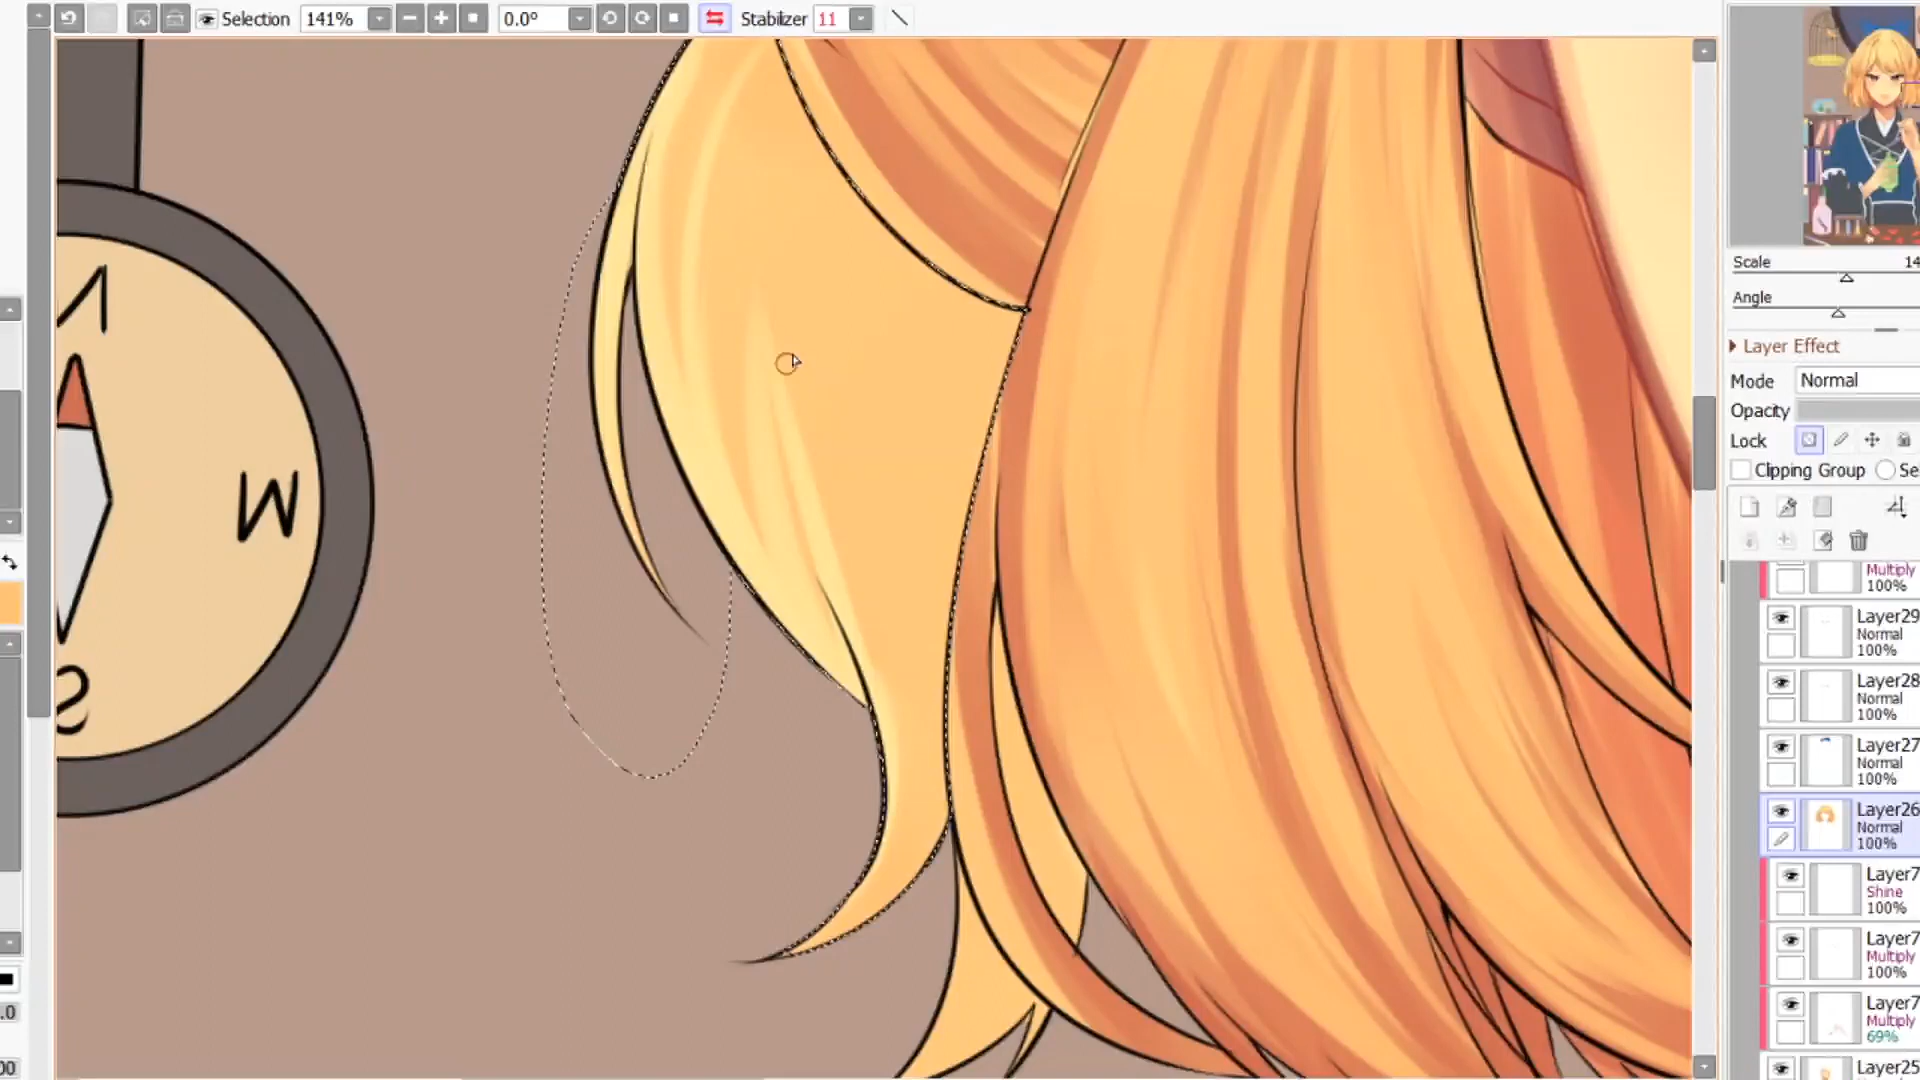 Selection 141% 0.0° Stabilizer 11
N
W
S
Scale 14
Angle
Layer Effect
Mode Normal
Opacity
Lock
Clipping Group Se
Multiply
100%
Layer29
Normal
100%
Layer28
Normal
100%
Layer27
Normal
100%
Layer26
Normal
100%
Layer7
Shine
100%
Layer7
Multiply
100%
Layer7
Multiply
69%
Layer25
.0
00